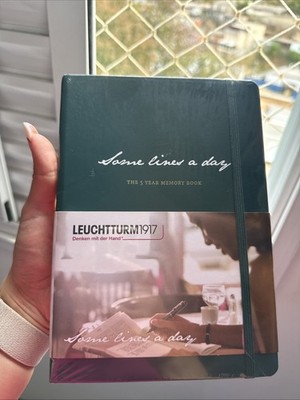 Some lines a day
THE 5 YEAR MEMORY BOOK
LEUCHTTURM1917
Denken mit der Hand
Some lines a day